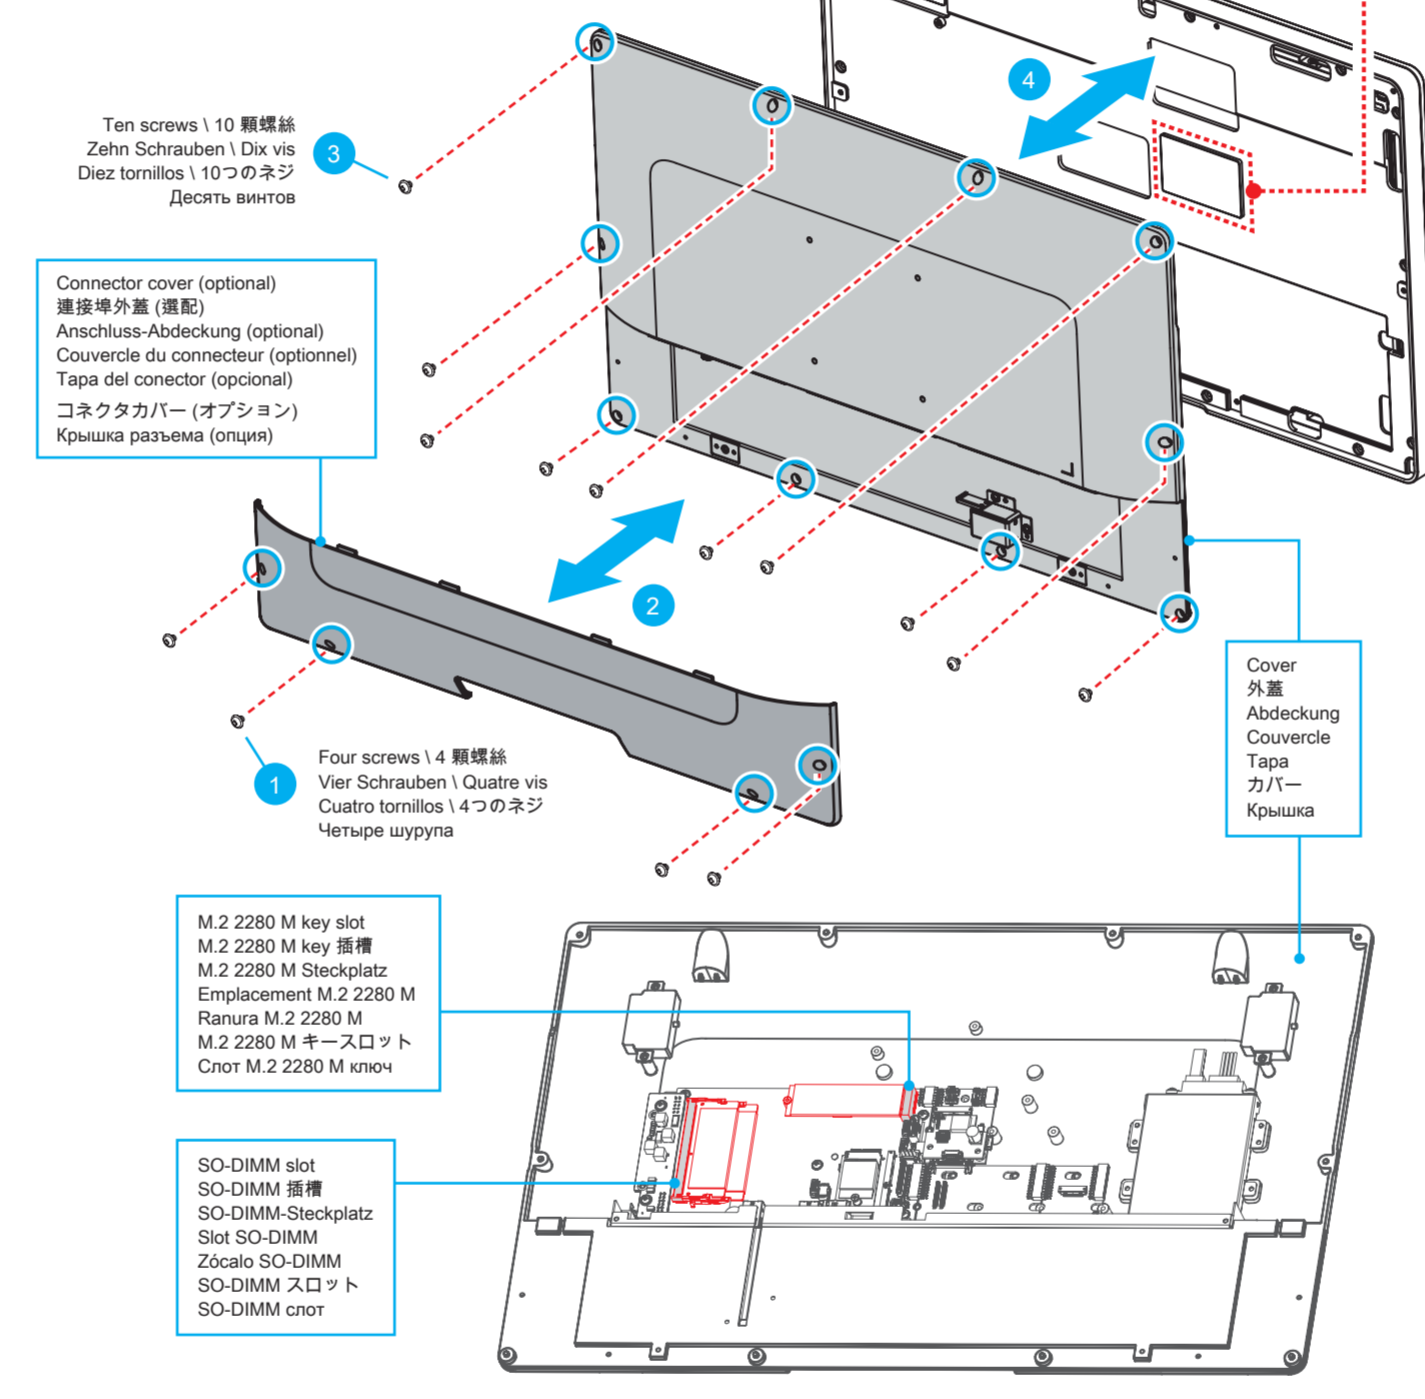 4
Ten screws \ 10 顆螺絲
Zehn Schrauben \ Dix vis
Diez tornillos \ 10つのネジ
Десять винтов
3
Connector cover (optional)
連接埠外蓋 (選配)
Anschluss-Abdeckung (optional)
Couvercle du connecteur (optionnel)
Tapa del conector (opcional)
コネクタカバー (オプション)
Крышка разъема (опция)
2
Cover
外蓋
Abdeckung
Couvercle
Tapa
カバー
Крышка
1
Four screws \ 4 顆螺絲
Vier Schrauben \ Quatre vis
Cuatro tornillos \ 4つのネジ
Четыре шурупа
M.2 2280 M key slot
M.2 2280 M key 插槽
M.2 2280 M Steckplatz
Emplacement M.2 2280 M
Ranura M.2 2280 M
M.2 2280 M キースロット
Слот M.2 2280 M ключ
SO-DIMM slot
SO-DIMM 插槽
SO-DIMM-Steckplatz
Slot SO-DIMM
Zócalo SO-DIMM
SO-DIMM スロット
SO-DIMM слот